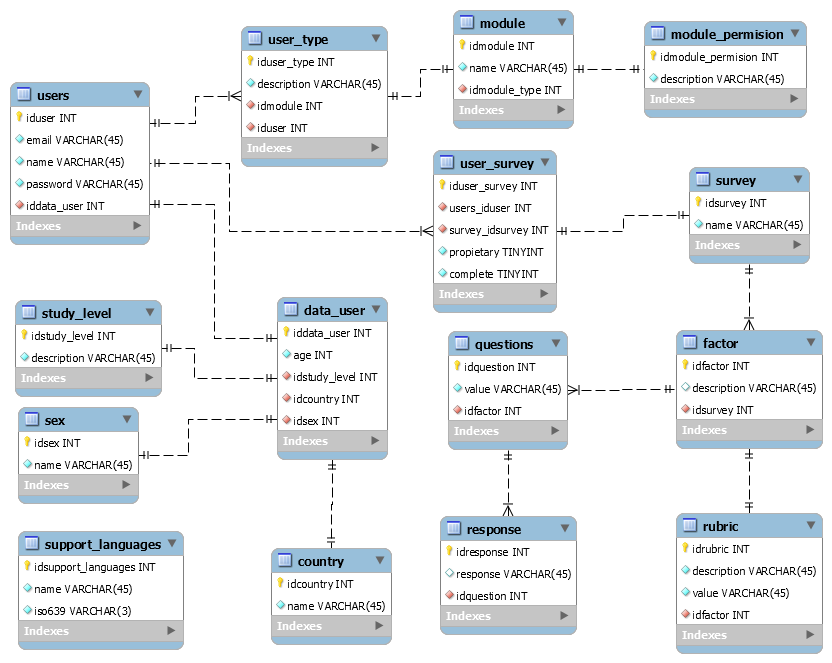 users
iduser INT
email VARCHAR(45)
name VARCHAR(45)
password VARCHAR(45)
iddata_user INT
Indexes
user_type
iduser_type INT
description VARCHAR(45)
idmodule INT
iduser INT
Indexes
module
idmodule INT
name VARCHAR(45)
idmodule_type INT
Indexes
module_permision
idmodule_permision INT
description VARCHAR(45)
Indexes
user_survey
iduser_survey INT
users_iduser INT
survey_idsurvey INT
propietary TINYINT
complete TINYINT
Indexes
survey
idsurvey INT
name VARCHAR(45)
Indexes
study_level
idstudy_level INT
description VARCHAR(45)
Indexes
data_user
iddata_user INT
age INT
idstudy_level INT
idcountry INT
idsex INT
Indexes
questions
idquestion INT
value VARCHAR(45)
idfactor INT
Indexes
factor
idfactor INT
description VARCHAR(45)
idsurvey INT
Indexes
sex
idsex INT
name VARCHAR(45)
Indexes
support_languages
idsupport_languages INT
name VARCHAR(45)
iso639 VARCHAR(3)
Indexes
country
idcountry INT
name VARCHAR(45)
Indexes
response
idresponse INT
response VARCHAR(45)
idquestion INT
Indexes
rubric
idrubric INT
description VARCHAR(45)
value VARCHAR(45)
idfactor INT
Indexes